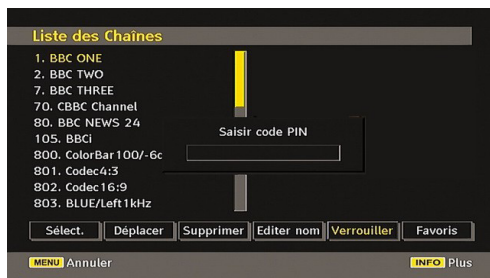 Liste des Chaînes
1. BBC ONE
2. BBC TWO
7. BBC THREE
70. CBBC Channel
80. BBC NEWS 24
105. BBCi
800. ColorBar100/-6d
801. Codec4:3
802. Codec16:9
803. BLUE/Left1kHz
Saisir code PIN
Sélect. Déplacer Supprimer Editer nom Verrouiller Favoris
MENU Annuler INFO Plus